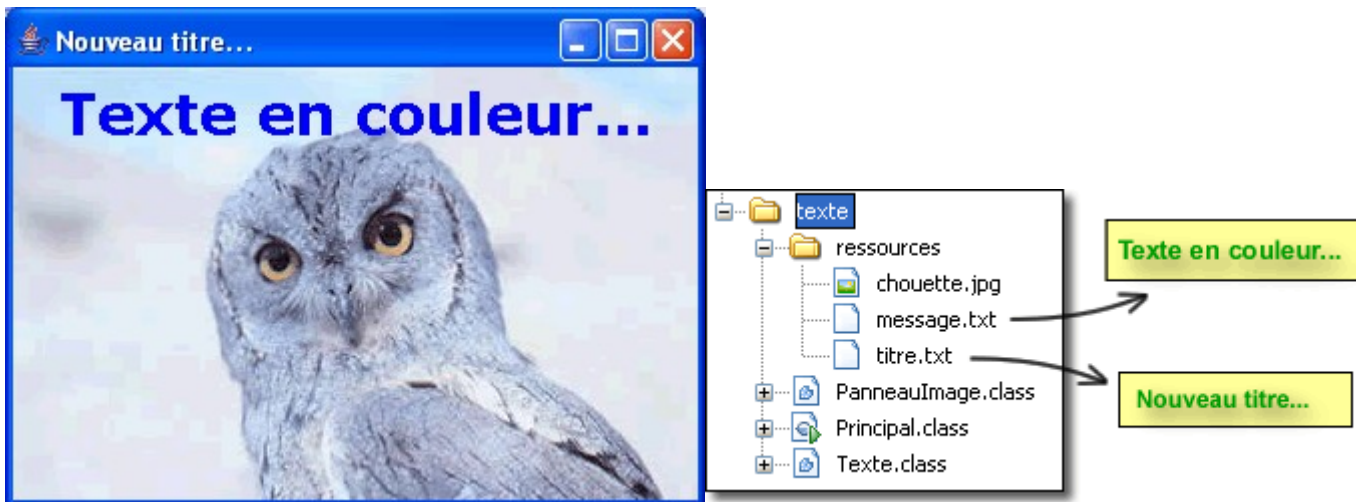 Nouveau titre...
Texte en couleur...
texte
ressources
chouette.jpg
message.txt
titre.txt
PanneauImage.class
Principal.class
Texte.class
Texte en couleur...
Nouveau titre...